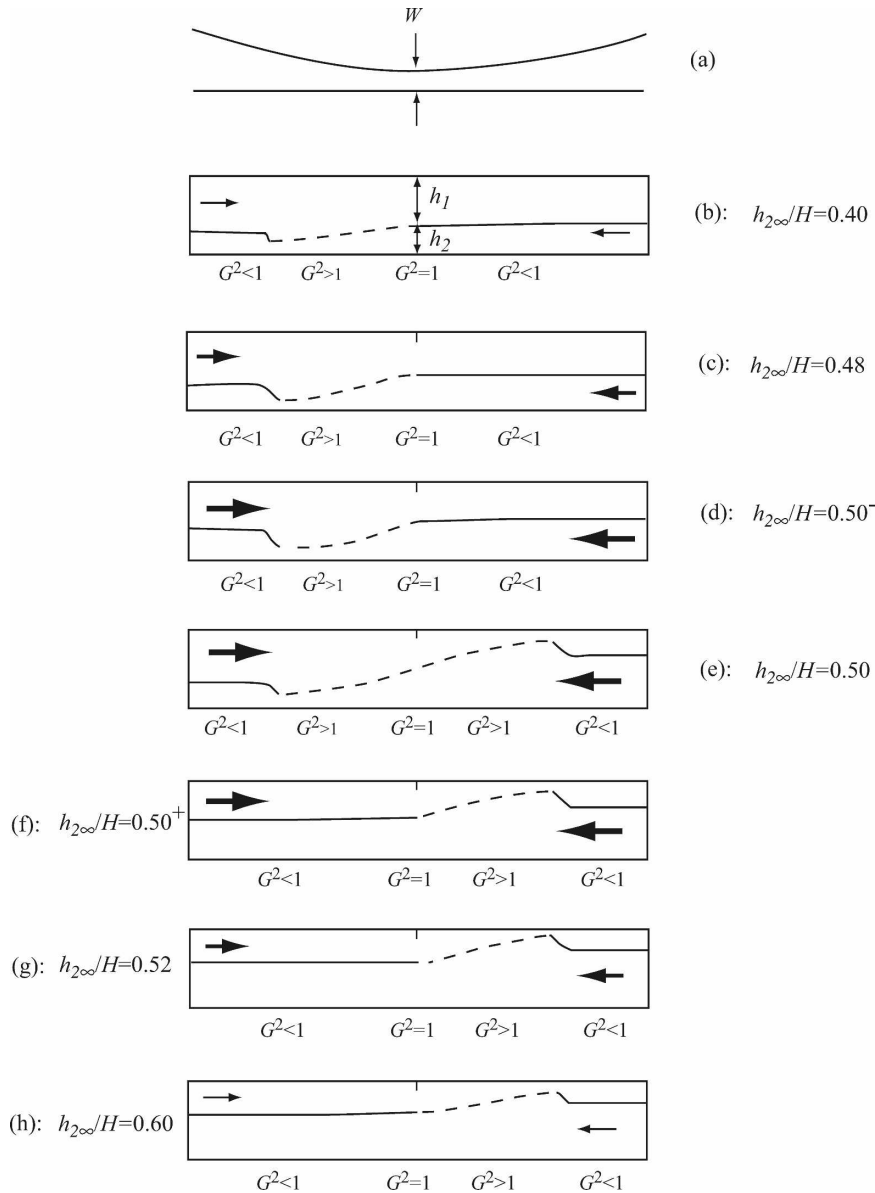 W
(a)
h₁
h₂
(b): h₂∞/H=0.40
G²<1 G²>1 G²=1 G²<1
(c): h₂∞/H=0.48
G²<1 G²>1 G²=1 G²<1
(d): h₂∞/H=0.50⁻
G²<1 G²>1 G²=1 G²<1
(e): h₂∞/H=0.50
G²<1 G²>1 G²=1 G²>1 G²<1
(f): h₂∞/H=0.50⁺
G²<1 G²=1 G²>1 G²<1
(g): h₂∞/H=0.52
G²<1 G²=1 G²>1 G²<1
(h): h₂∞/H=0.60
G²<1 G²=1 G²>1 G²<1